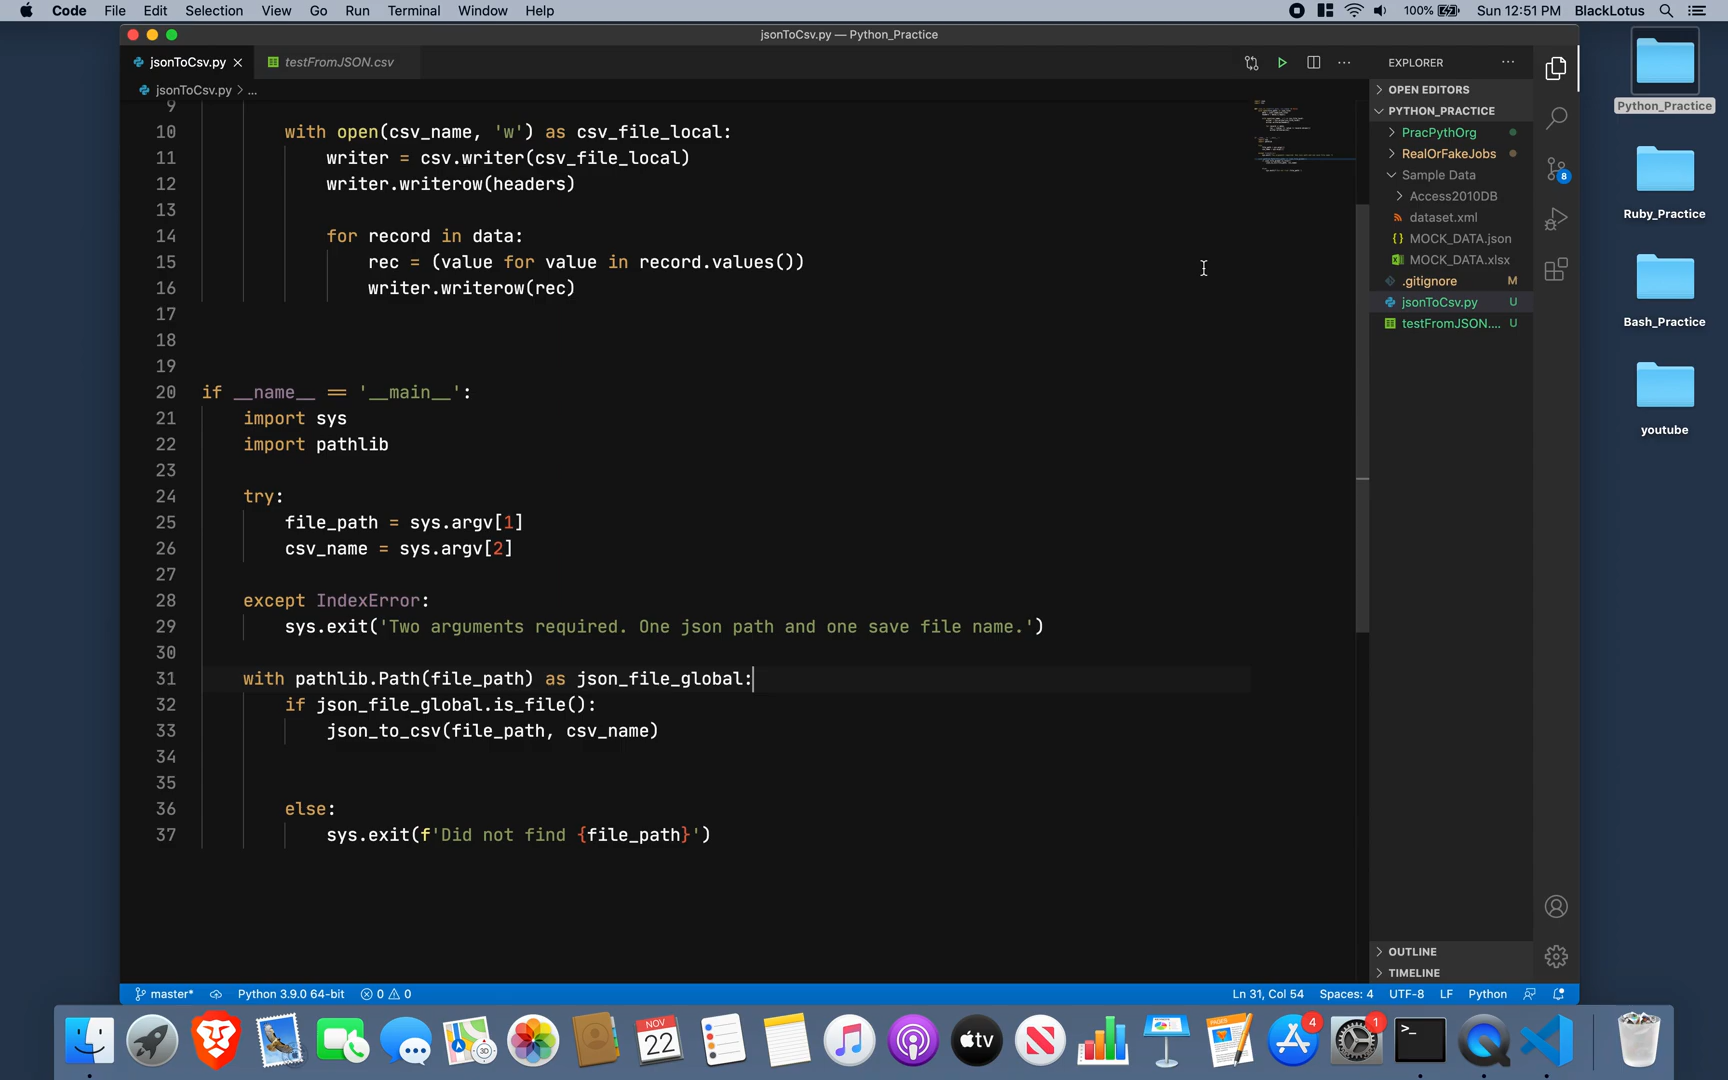 Code File Edit Selection View Go Run Terminal Window Help 100% Sun 12:51 PM BlackLotus
jsonToCsv.py — Python_Practice
jsonToCsv.py testFromJSON.csv
jsonToCsv.py > ...
9
10 with open(csv_name, 'w') as csv_file_local:
11 writer = csv.writer(csv_file_local)
12 writer.writerow(headers)
13
14 for record in data:
15 rec = (value for value in record.values())
16 writer.writerow(rec)
17
18
19
20 if __name__ == '__main__':
21 import sys
22 import pathlib
23
24 try:
25 file_path = sys.argv[1]
26 csv_name = sys.argv[2]
27
28 except IndexError:
29 sys.exit('Two arguments required. One json path and one save file name.')
30
31 with pathlib.Path(file_path) as json_file_global:
32 if json_file_global.is_file():
33 json_to_csv(file_path, csv_name)
34
35
36 else:
37 sys.exit(f'Did not find {file_path}')
EXPLORER
OPEN EDITORS
PYTHON_PRACTICE
PracPythOrg
RealOrFakeJobs
Sample Data
Access2010DB
dataset.xml
MOCK_DATA.json
MOCK_DATA.xlsx
.gitignore M
jsonToCsv.py U
testFromJSON.... U
OUTLINE
TIMELINE
8
Python_Practice
Ruby_Practice
Bash_Practice
youtube
master* Python 3.9.0 64-bit 0 0 Ln 31, Col 54 Spaces: 4 UTF-8 LF Python
3D
NOV
22
tv
PAGES
4
1
>_